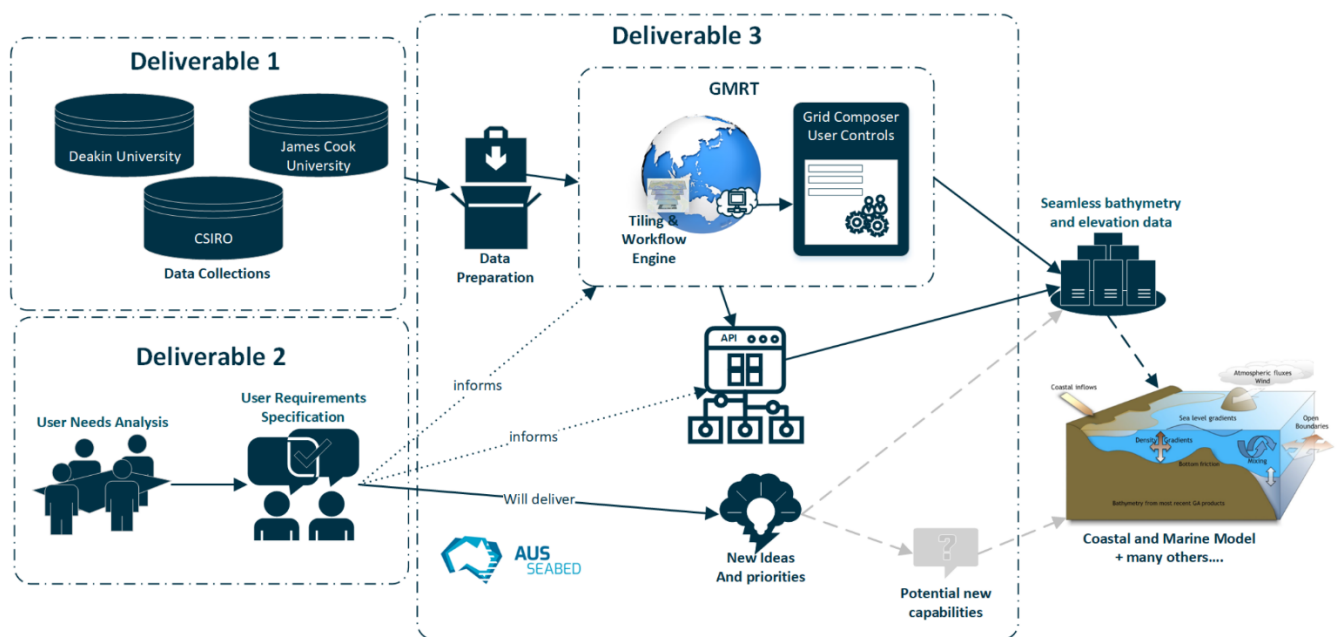 Deliverable 1
Deakin University
James Cook
University
CSIRO
Data Collections
Deliverable 2
User Needs Analysis
User Requirements
Specification
Deliverable 3
Data
Preparation
GMRT
Tiling &
Workflow
Engine
Grid Composer
User Controls
informs
informs
Will deliver
API
AUS
SEABED
New Ideas
And priorities
Potential new
capabilities
?
Seamless bathymetry
and elevation data
Coastal inflows
Atmospheric fluxes
Wind
Sea level gradients
Open
Boundaries
Density Gradients
Mixing
Bottom friction
Bathymetry from most recent GA products
Coastal and Marine Model
+ many others....